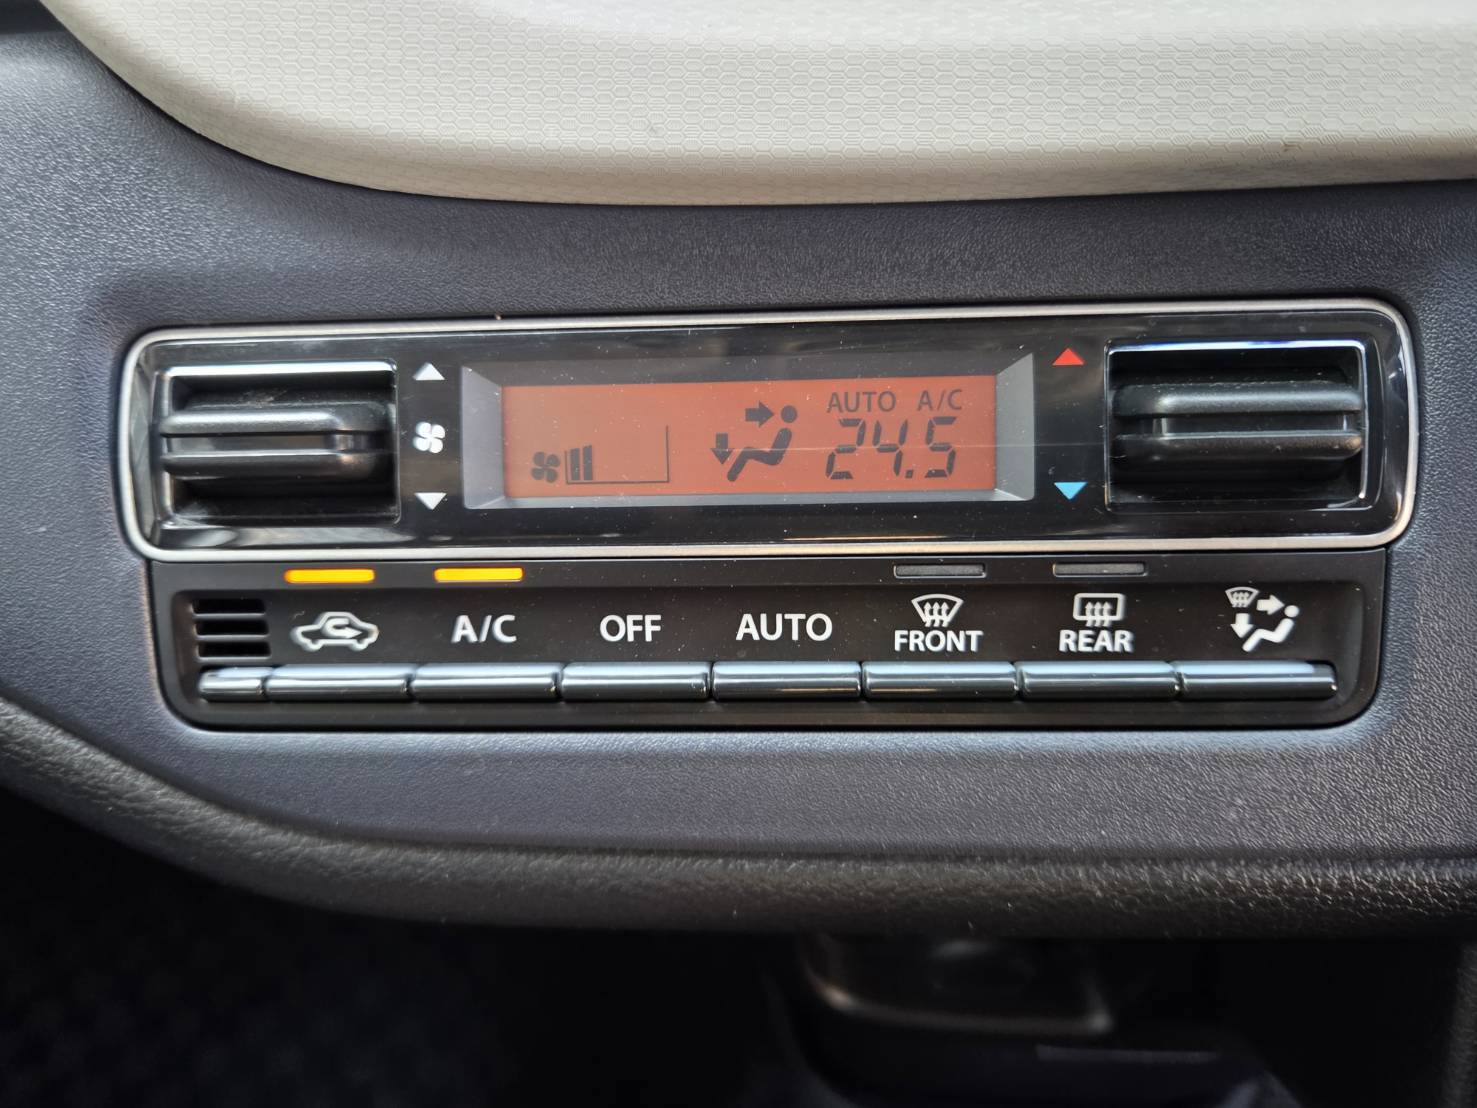 AUTO A/C
24.5
A/C OFF AUTO FRONT REAR